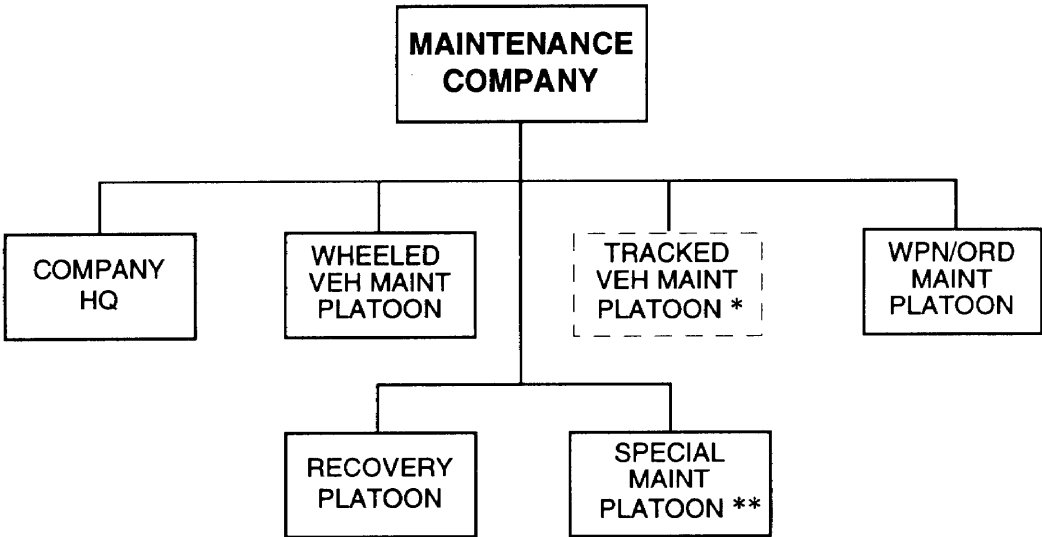 MAINTENANCE
COMPANY
COMPANY
HQ
WHEELED
VEH MAINT
PLATOON
TRACKED
VEH MAINT
PLATOON *
WPN/ORD
MAINT
PLATOON
RECOVERY
PLATOON
SPECIAL
MAINT
PLATOON **